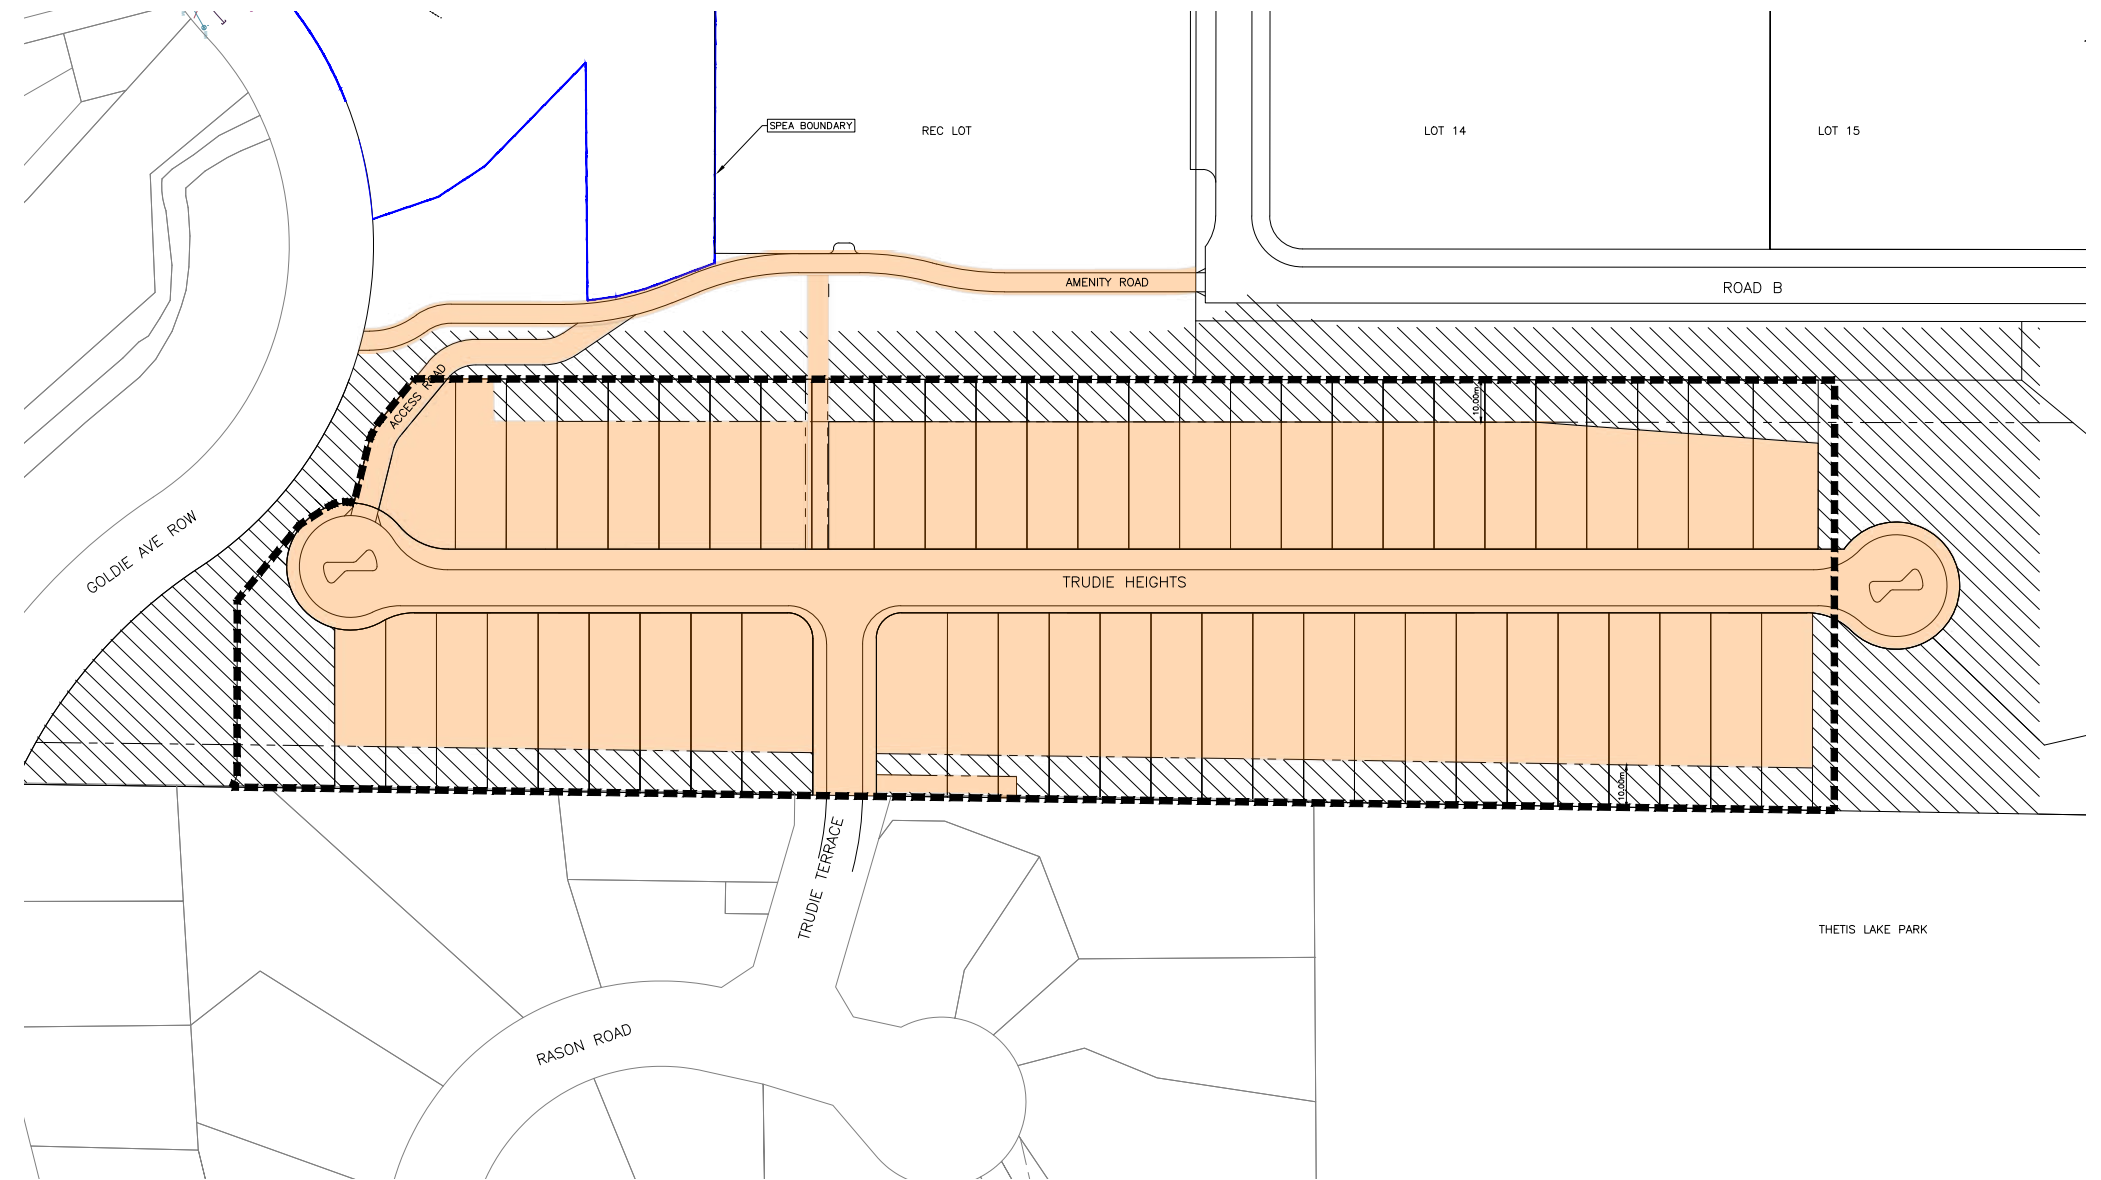 SPEA BOUNDARY
REC LOT
LOT 14
LOT 15
AMENITY ROAD
ROAD B
ACCESS ROAD
10.00m
GOLDIE AVE ROW
TRUDIE HEIGHTS
10.00m
TRUDIE TERRACE
THETIS LAKE PARK
RASON ROAD